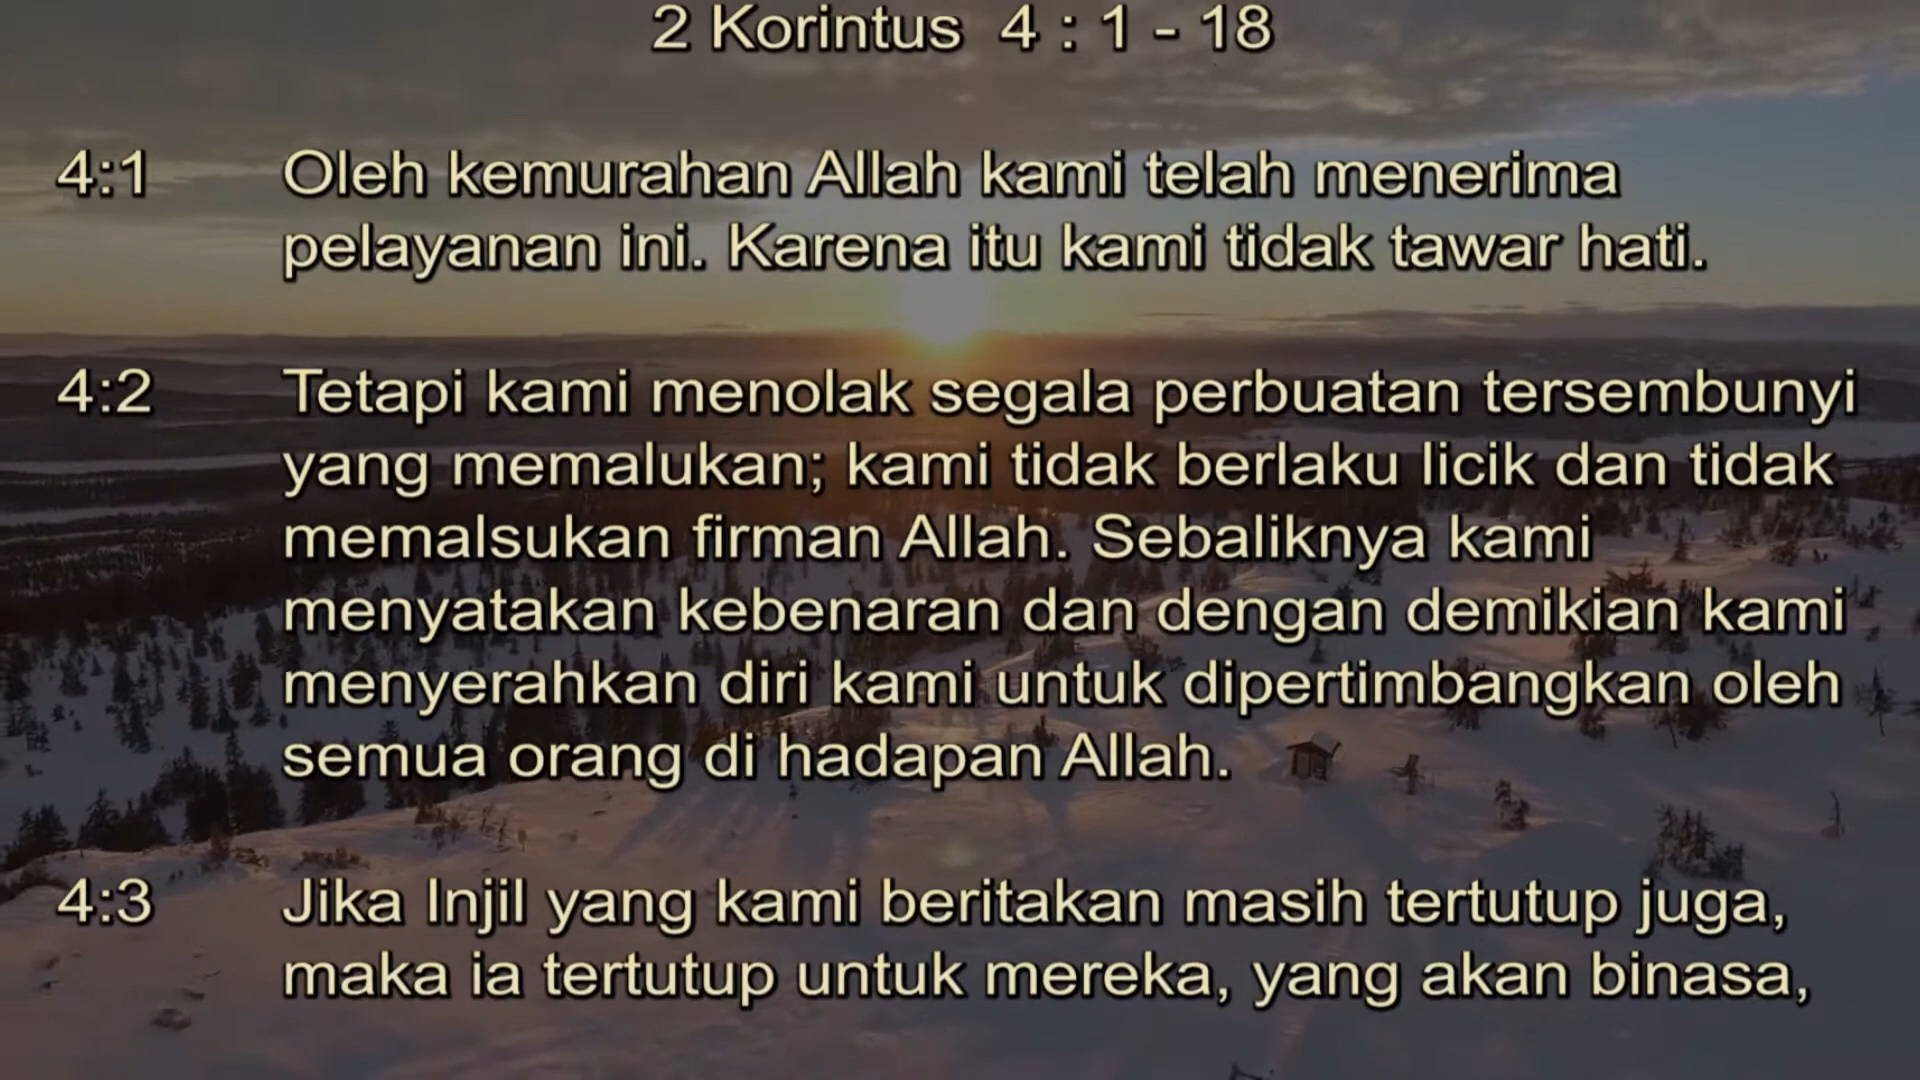 2 Korintus 4 : 1 - 18
4:1 Oleh kemurahan Allah kami telah menerima
pelayanan ini. Karena itu kami tidak tawar hati.
4:2 Tetapi kami menolak segala perbuatan tersembunyi
yang memalukan; kami tidak berlaku licik dan tidak
memalsukan firman Allah. Sebaliknya kami
menyatakan kebenaran dan dengan demikian kami
menyerahkan diri kami untuk dipertimbangkan oleh
semua orang di hadapan Allah.
4:3 Jika Injil yang kami beritakan masih tertutup juga,
maka ia tertutup untuk mereka, yang akan binasa,